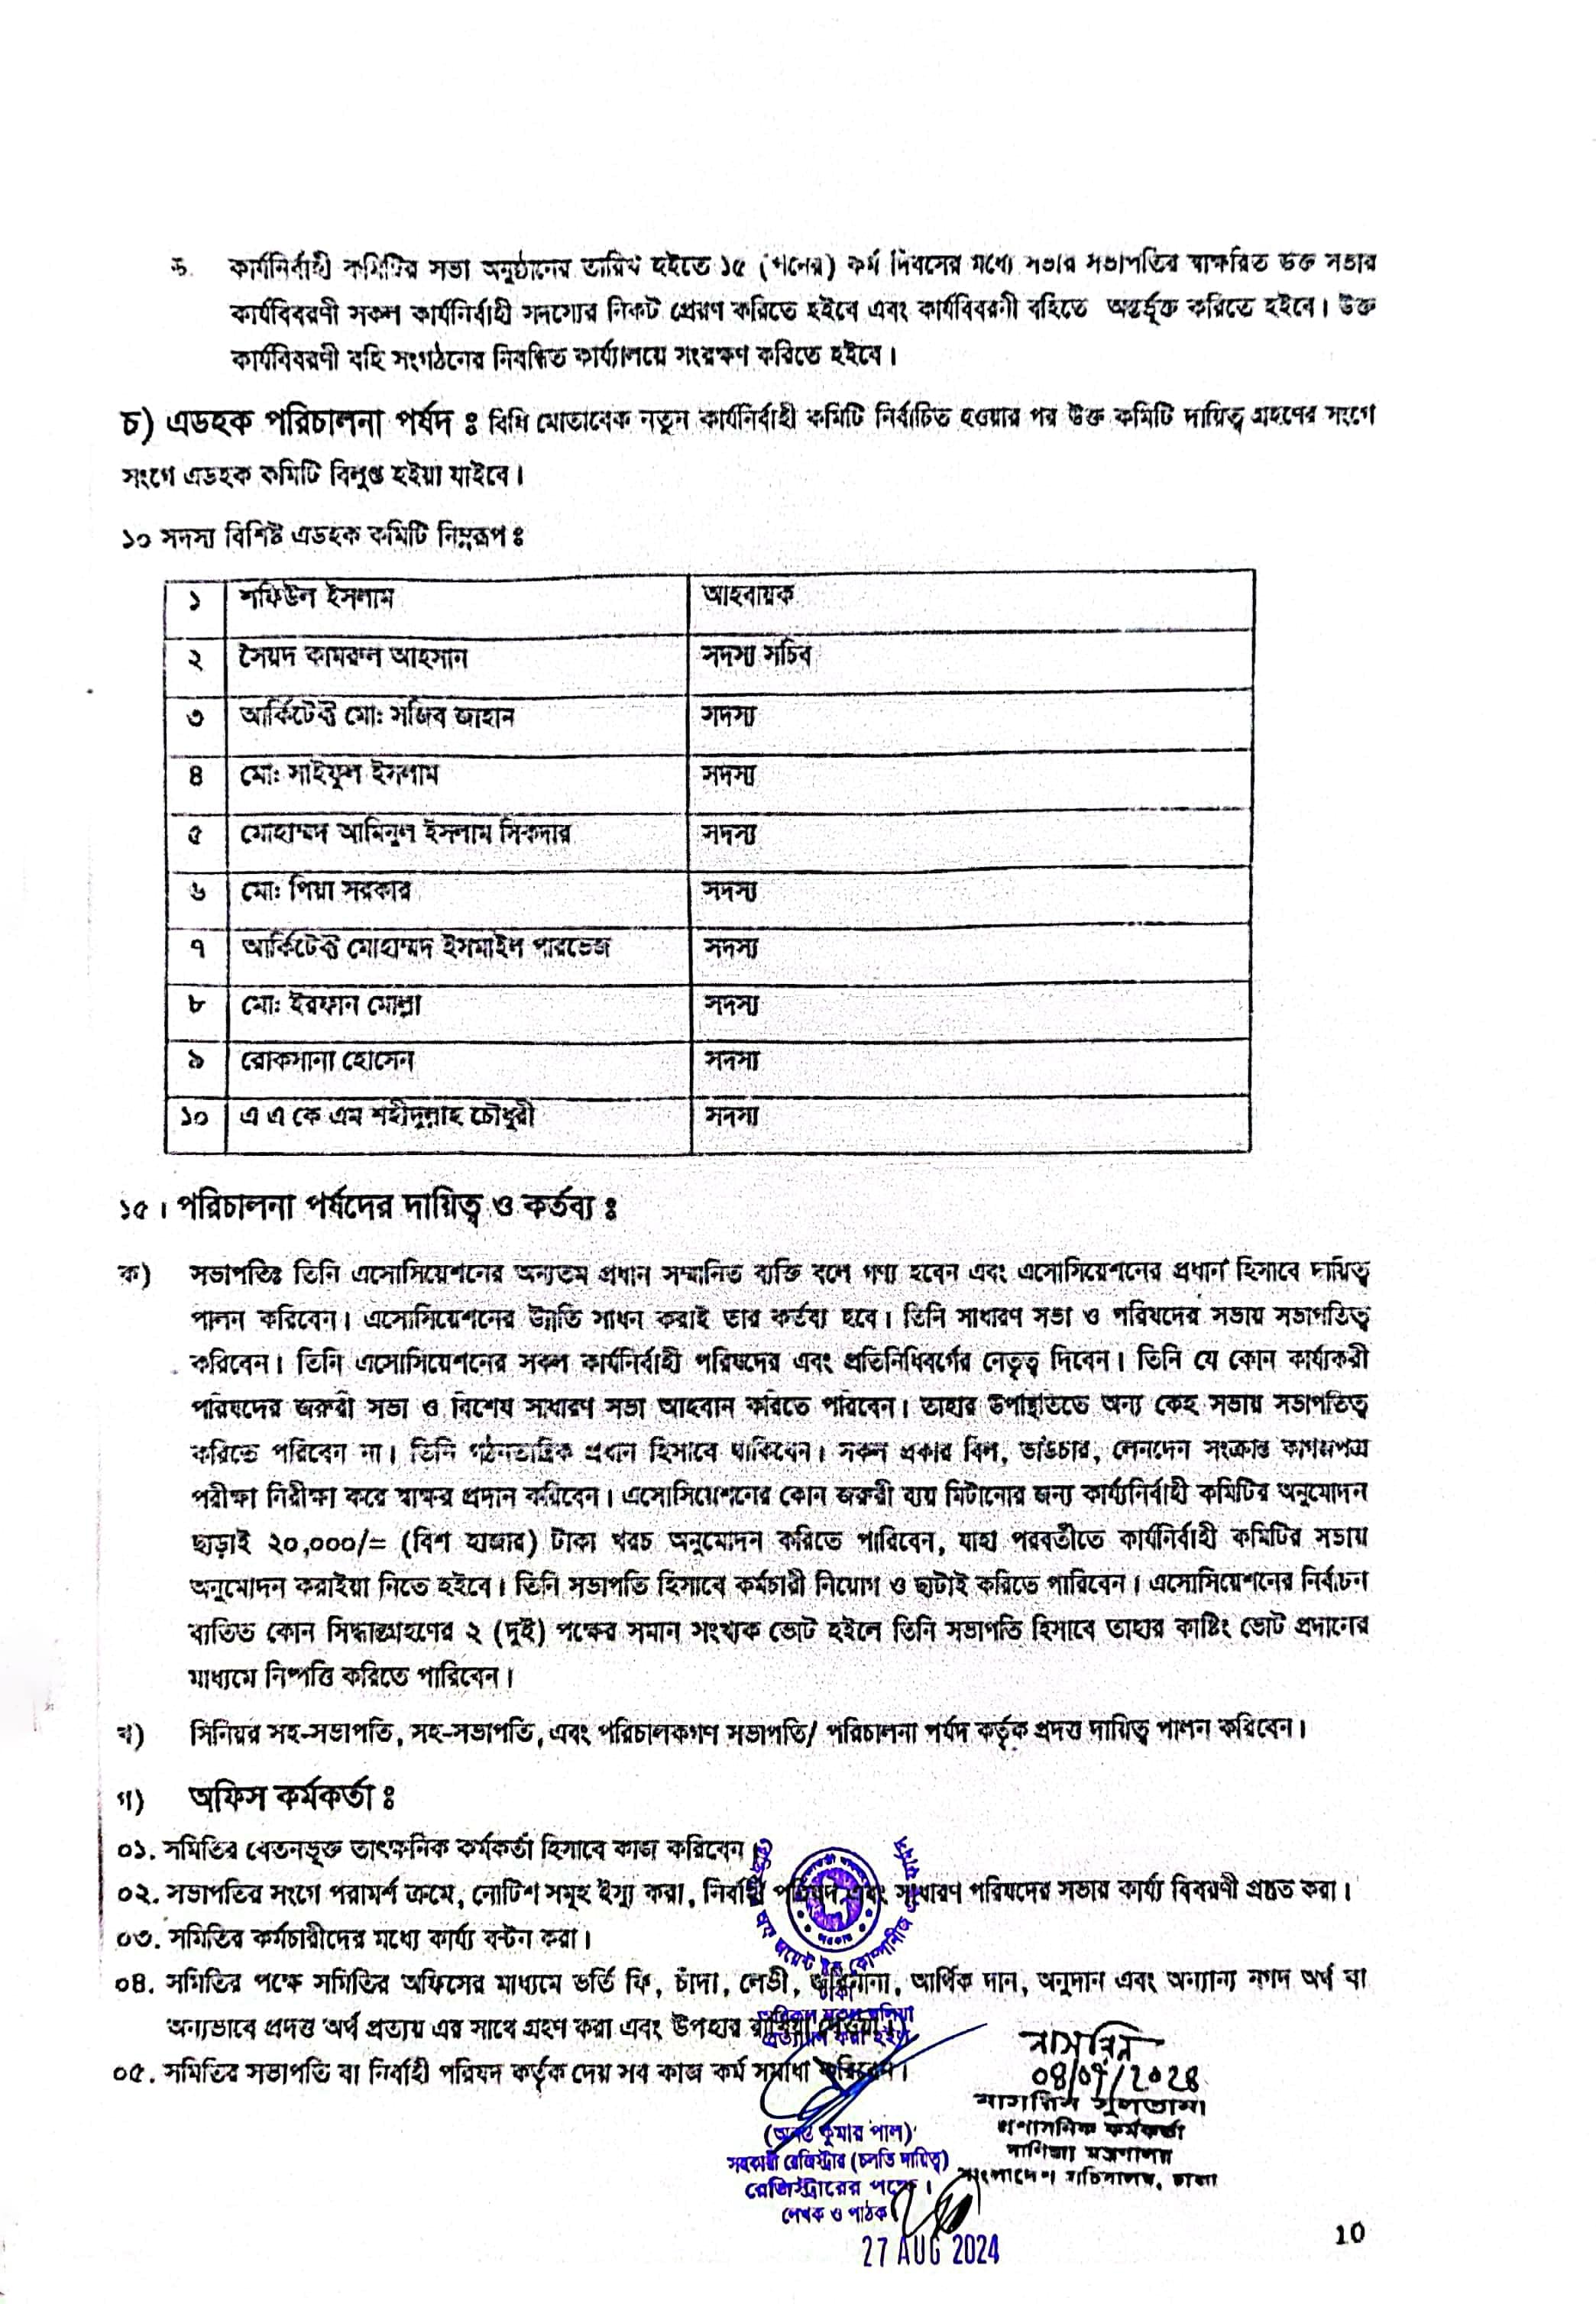 ঙ. কার্যনির্বাহী কমিটির সভা অনুষ্ঠানের তারিখ হইতে ১৫ (পনের) কর্ম দিবসের মধ্যে সভার সভাপতির স্বাক্ষরিত উক্ত সভার
কার্যবিবরণী সকল কার্যনির্বাহী সদস্যের নিকট প্রেরণ করিতে হইবে এবং কার্যবিবরণী বহিতে অন্তর্ভূক্ত করিতে হইবে। উক্ত
কার্যবিবরণী বহি সংগঠনের নিবন্ধিত কার্য্যালয়ে সংরক্ষণ করিতে হইবে।
চ) এডহক পরিচালনা পর্ষদ ঃ বিধি মোতাবেক নতুন কার্যনির্বাহী কমিটি নির্বাচিত হওয়ার পর উক্ত কমিটি দায়িত্ব গ্রহণের সংগে
সংগে এডহক কমিটি বিলুপ্ত হইয়া যাইবে।
১০ সদস্য বিশিষ্ট এডহক কমিটি নিম্নরূপ ঃ
১ শফিউল ইসলাম আহবায়ক
২ সৈয়দ কামরুল আহসান সদস্য সচিব
৩ আর্কিটেক্ট মোঃ সজিব জাহান সদস্য
৪ মোঃ সাইফুল ইসলাম সদস্য
৫ মোহাম্মদ আমিনুল ইসলাম সিকদার সদস্য
৬ মো: পিয়া সরকার সদস্য
৭ আর্কিটেক্ট মোহাম্মদ ইসমাইল পারভেজ সদস্য
৮ মোঃ ইরফান মোল্লা সদস্য
৯ রোকসানা হোসেন সদস্য
১০ এ এ কে এম শহীদুল্লাহ চৌধুরী সদস্য
১৫। পরিচালনা পর্ষদের দায়িত্ব ও কর্তব্য ঃ
ক) সভাপতিঃ তিনি এসোসিয়েশনের অন্যতম প্রধান সম্মানিত ব্যক্তি বলে গণ্য হবেন এবং এসোসিয়েশনের প্রধান হিসাবে দায়িত্ব
পালন করিবেন। এসোসিয়েশনের উন্নতি সাধন করাই তার কর্তব্য হবে। তিনি সাধারণ সভা ও পরিষদের সভায় সভাপতিত্ব
করিবেন। তিনি এসোসিয়েশনের সকল কার্যনির্বাহী পরিষদের এবং প্রতিনিধিবর্গের নেতৃত্ব দিবেন। তিনি যে কোন কার্য্যকরী
পরিষদের জরুরী সভা ও বিশেষ সাধারণ সভা আহবান করিতে পারিবেন। তাহার উপস্থিতিতে অন্য কেহ সভায় সভাপতিত্ব
করিতে পরিবেন না। তিনি গঠনতান্ত্রিক প্রধান হিসাবে থাকিবেন। সকল প্রকার বিল, ভাউচার, লেনদেন সংক্রান্ত কাগজপত্র
পরীক্ষা নিরীক্ষা করে স্বাক্ষর প্রদান করিবেন। এসোসিয়েশনের কোন জরুরী ব্যয় মিটানোর জন্য কার্য্যনির্বাহী কমিটির অনুমোদন
ছাড়াই ২০,০০০/= (বিশ হাজার) টাকা খরচ অনুমোদন করিতে পারিবেন, যাহা পরবর্তীতে কার্যনির্বাহী কমিটির সভায়
অনুমোদন করাইয়া নিতে হইবে। তিনি সভাপতি হিসাবে কর্মচারী নিয়োগ ও ছাটাই করিতে পারিবেন। এসোসিয়েশনের নির্বাচন
ব্যতিত কোন সিদ্ধান্তগ্রহণের ২ (দুই) পক্ষের সমান সংখ্যক ভোট হইলে তিনি সভাপতি হিসাবে তাহার কাষ্টিং ভোট প্রদানের
মাধ্যমে নিষ্পত্তি করিতে পারিবেন।
খ) সিনিয়র সহ-সভাপতি, সহ-সভাপতি, এবং পরিচালকগণ সভাপতি/ পরিচালনা পর্যদ কর্তৃক প্রদত্ত দায়িত্ব পালন করিবেন।
গ) অফিস কর্মকর্তা ঃ
০১. সমিতির বেতনভূক্ত তাৎক্ষনিক কর্মকর্তা হিসাবে কাজ করিবেন।
০২. সভাপতির সংগে পরামর্শ ক্রমে, নোটিশ সমূহ ইস্যু করা, নির্বাহী পরিষদ এবং সাধারণ পরিষদের সভার কার্য্য বিবরণী প্রস্তত করা।
০৩. সমিতির কর্মচারীদের মধ্যে কার্য্য বন্টন করা।
০৪. সমিতির পক্ষে সমিতির অফিসের মাধ্যমে ভর্তি ফি, চাঁদা, লেভী, জরিমানা, আর্থিক দান, অনুদান এবং অন্যান্য নগদ অর্থ বা
অন্যভাবে প্রদত্ত অর্থ প্রত্যয় এর সাথে গ্রহণ করা এবং উপহার
০৫. সমিতির সভাপতি বা নির্বাহী পরিষদ কর্তৃক দেয় সব কাজ কর্ম সমাধা করিবেন।
নাসরিন
০৪/০৭/২০২৪
নাসরিন সুলতানা
প্রশাসনিক কর্মকর্তা
বাণিজ্য মন্ত্রণালয়
বাংলাদেশ সচিবালয়, ঢাকা
কুমার পাল)
সহকারী রেজিস্ট্রার (চলতি দায়িত্ব)
রেজিস্ট্রারের পক্ষে।
লেখক ও পাঠক
27 AUG 2024
10